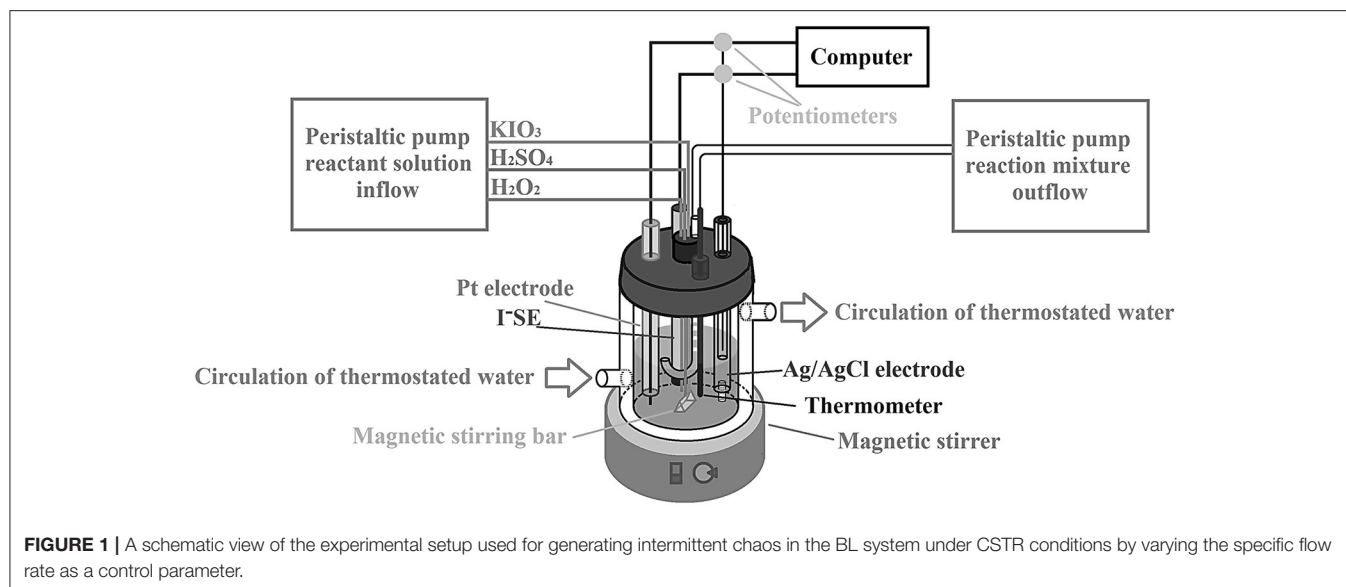 Computer
Potentiometers
Peristaltic pump
reactant solution
inflow
KIO₃
H₂SO₄
H₂O₂
Peristaltic pump
reaction mixture
outflow
Pt electrode
I⁻SE
Circulation of thermostated water
Circulation of thermostated water
Ag/AgCl electrode
Thermometer
Magnetic stirring bar
Magnetic stirrer
FIGURE 1 | A schematic view of the experimental setup used for generating intermittent chaos in the BL system under CSTR conditions by varying the specific flow
rate as a control parameter.